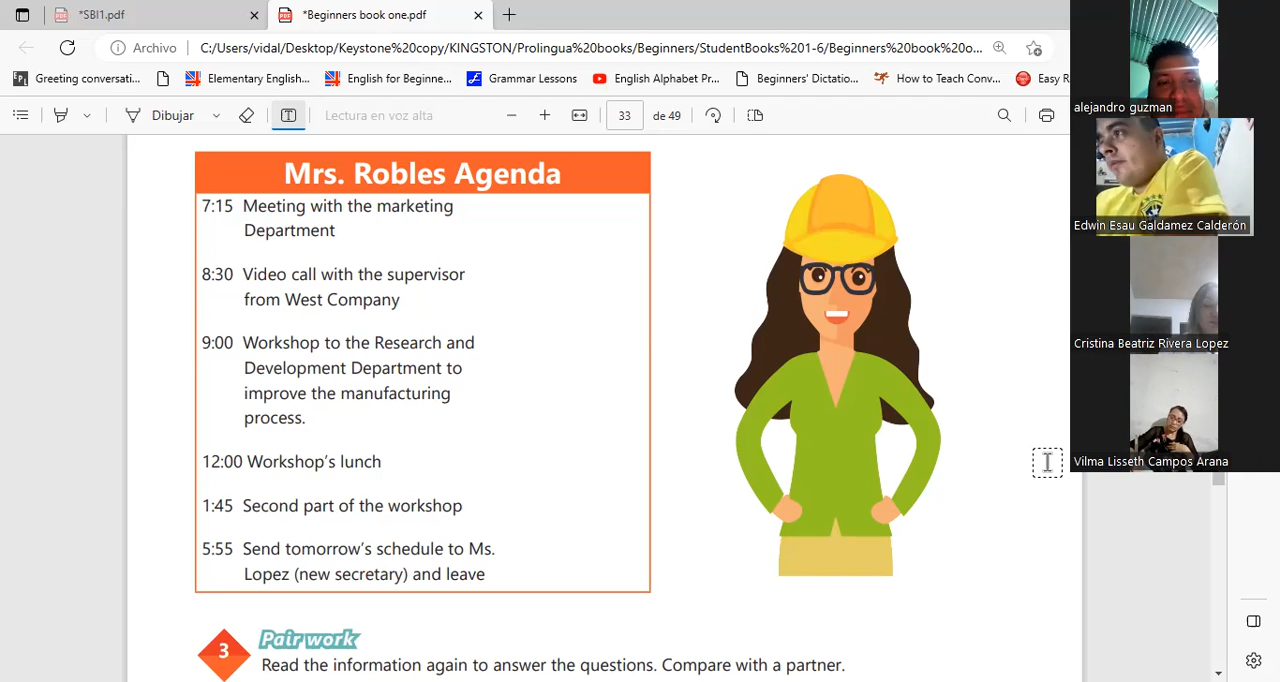 *SBI1.pdf
*Beginners book one.pdf
Archivo
C:/Users/vidal/Desktop/Keystone%20copy/KINGSTON/Prolingua%20books/Beginners/StudentBooks%201-6/Beginners%20book%20o...
Greeting conversati...
Elementary English...
English for Beginne...
Grammar Lessons
English Alphabet Pr...
Beginners' Dictatio...
How to Teach Conv...
Easy R
Dibujar
Lectura en voz alta
33
de 49
Mrs. Robles Agenda
7:15 Meeting with the marketing
Department
8:30 Video call with the supervisor
from West Company
9:00 Workshop to the Research and
Development Department to
improve the manufacturing
process.
12:00 Workshop's lunch
1:45 Second part of the workshop
5:55 Send tomorrow's schedule to Ms.
Lopez (new secretary) and leave
3
Pair work
Read the information again to answer the questions. Compare with a partner.
alejandro guzman
Edwin Esau Galdamez Calderón
Cristina Beatriz Rivera Lopez
Vilma Lisseth Campos Arana